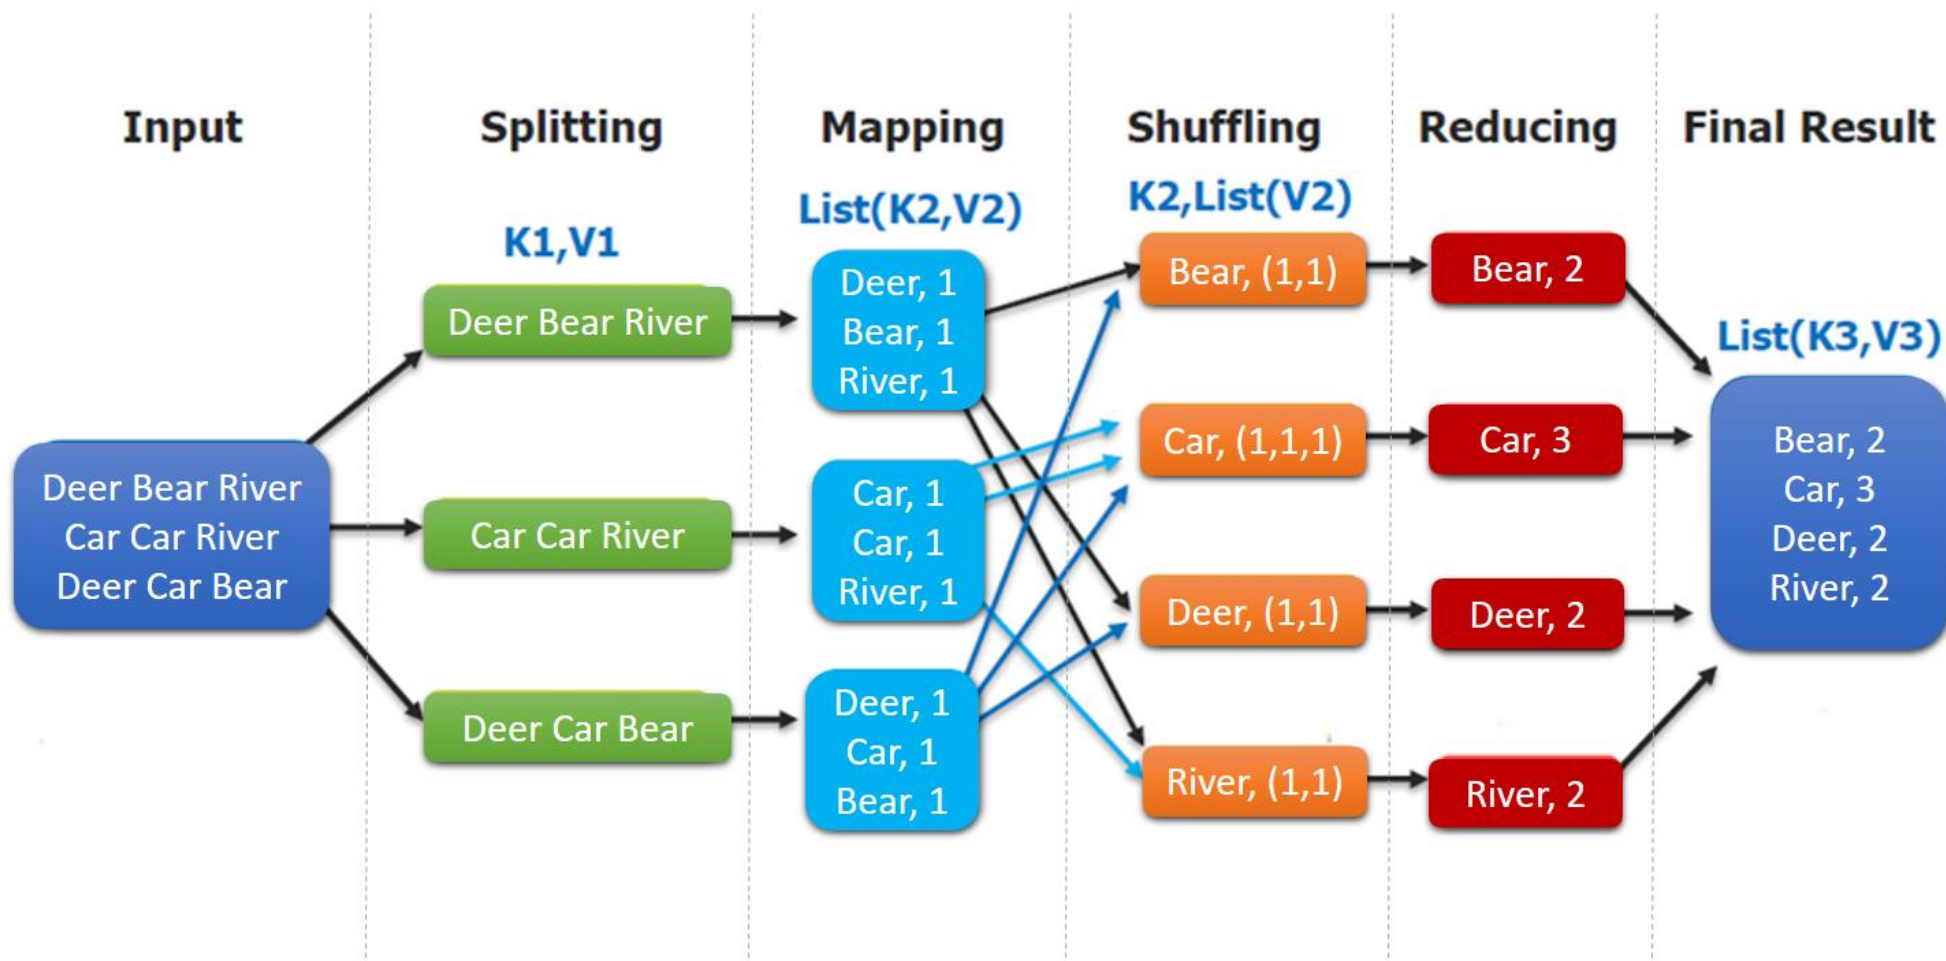 Input
Splitting
Mapping
Shuffling
Reducing
Final Result
K1,V1
List(K2,V2)
K2,List(V2)
List(K3,V3)
Deer Bear River
Car Car River
Deer Car Bear
Deer Bear River
Car Car River
Deer Car Bear
Deer, 1
Bear, 1
River, 1
Car, 1
Car, 1
River, 1
Deer, 1
Car, 1
Bear, 1
Bear, (1,1)
Car, (1,1,1)
Deer, (1,1)
River, (1,1)
Bear, 2
Car, 3
Deer, 2
River, 2
Bear, 2
Car, 3
Deer, 2
River, 2